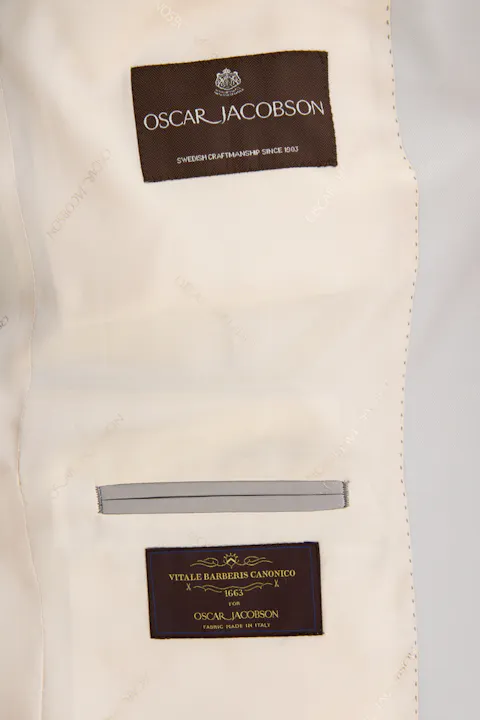 OSCAR JACOBSON
SWEDISH CRAFTMANSHIP SINCE 1903
VITALE BARBERIS CANONICO
1663
FOR
OSCAR JACOBSON
FABRIC MADE IN ITALY